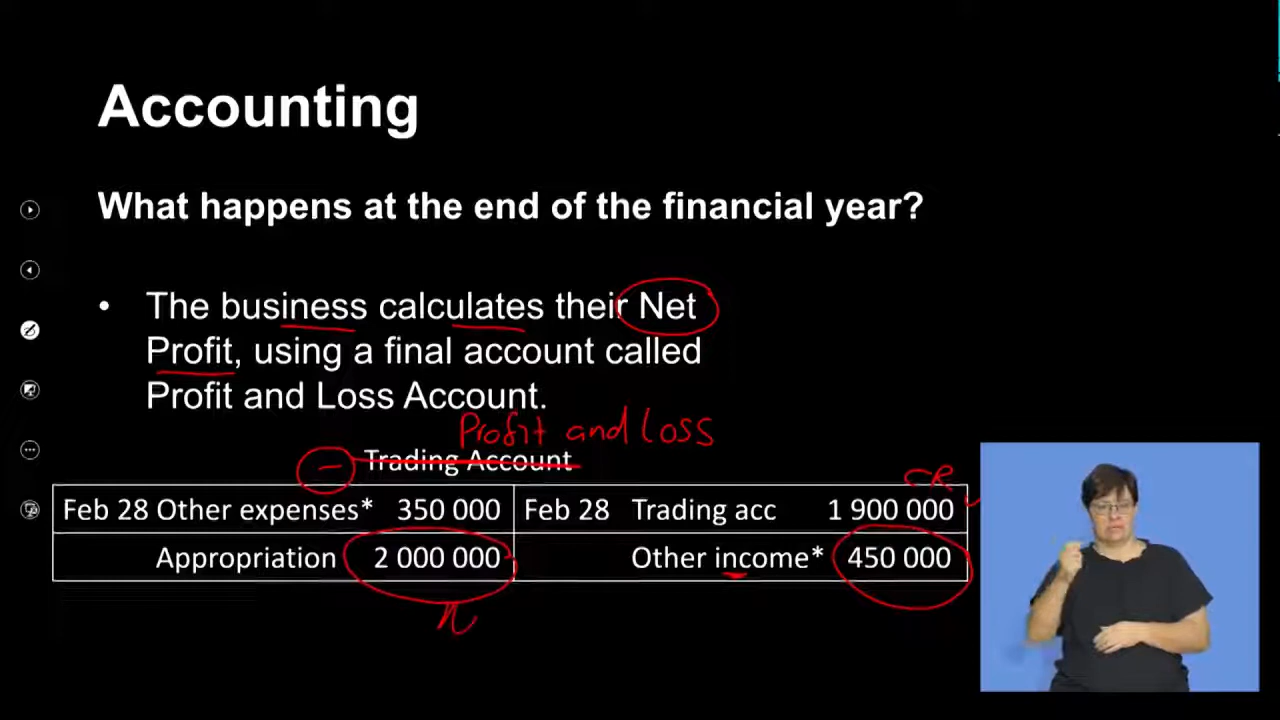 Accounting
What happens at the end of the financial year?
• The business calculates their Net
Profit, using a final account called
Profit and Loss Account.
Profit and Loss
Trading Account
Feb 28 Other expenses* 350 000 Feb 28 Trading acc 1 900 000
Appropriation 2 000 000 Other income* 450 000